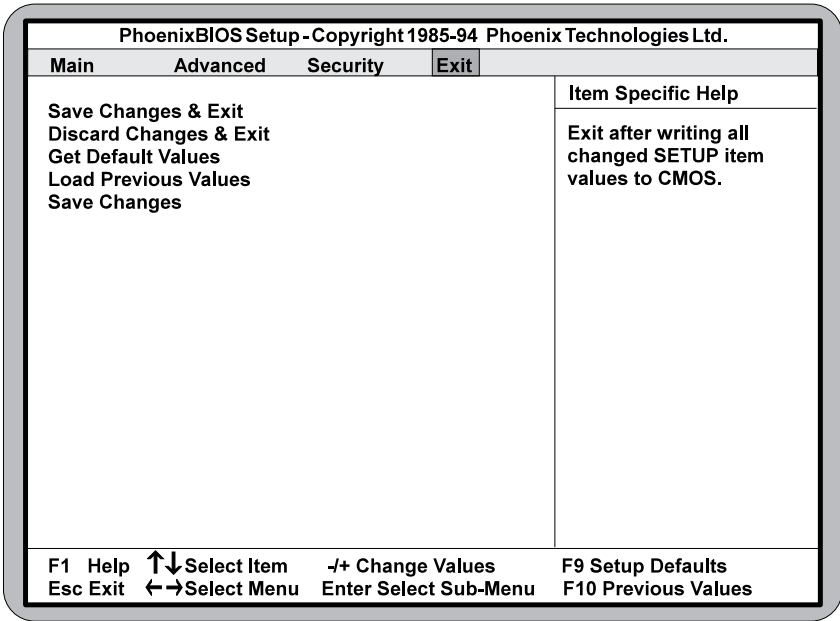 PhoenixBIOS Setup - Copyright 1985-94 Phoenix Technologies Ltd.
Main Advanced Security Exit
Save Changes & Exit
Discard Changes & Exit
Get Default Values
Load Previous Values
Save Changes
Item Specific Help
Exit after writing all
changed SETUP item
values to CMOS.
F1 Help ↑↓ Select Item -/+ Change Values F9 Setup Defaults
Esc Exit ←→ Select Menu Enter Select Sub-Menu F10 Previous Values